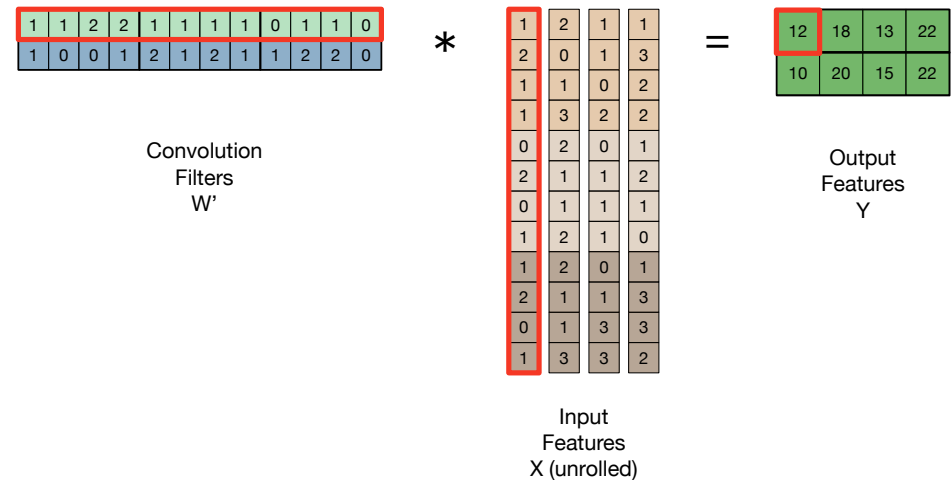 1 1 2 2 1 1 1 1 0 1 1 0
1 0 0 1 2 1 2 1 1 2 2 0
*
1 2 1 1
2 0 1 3
1 1 0 2
1 3 2 2
0 2 0 1
2 1 1 2
0 1 1 1
1 2 1 0
1 2 0 1
2 1 1 3
0 1 3 3
1 3 3 2
=
12 18 13 22
10 20 15 22
Convolution
Filters
W’
Input
Features
X (unrolled)
Output
Features
Y